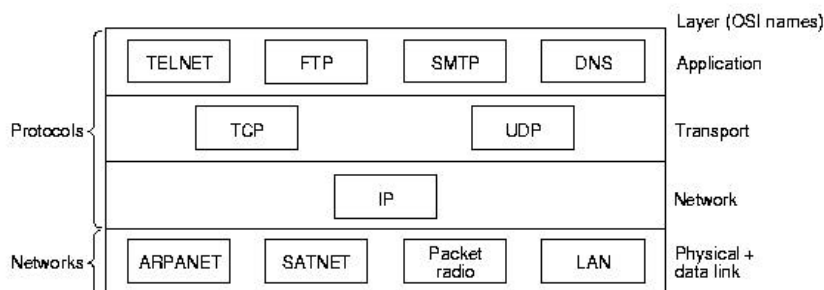 Layer (OSI names)
TELNET FTP SMTP DNS Application
Protocols TCP UDP Transport
IP Network
Networks ARPANET SATNET Packet radio LAN Physical + data link